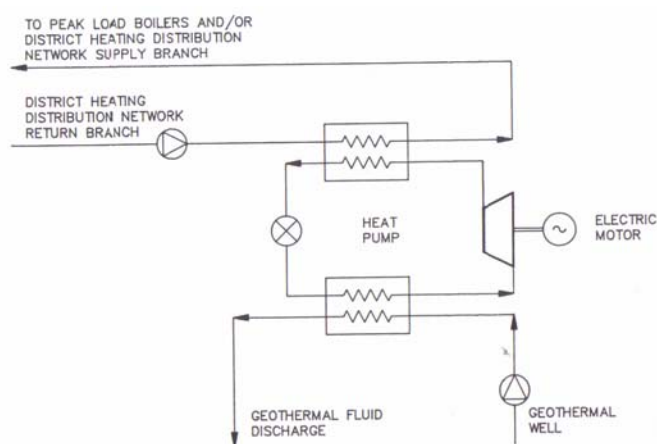 TO PEAK LOAD BOILERS AND/OR
DISTRICT HEATING DISTRIBUTION
NETWORK SUPPLY BRANCH
DISTRICT HEATING
DISTRIBUTION NETWORK
RETURN BRANCH
HEAT
PUMP
ELECTRIC
MOTOR
~
GEOTHERMAL FLUID
DISCHARGE
GEOTHERMAL
WELL